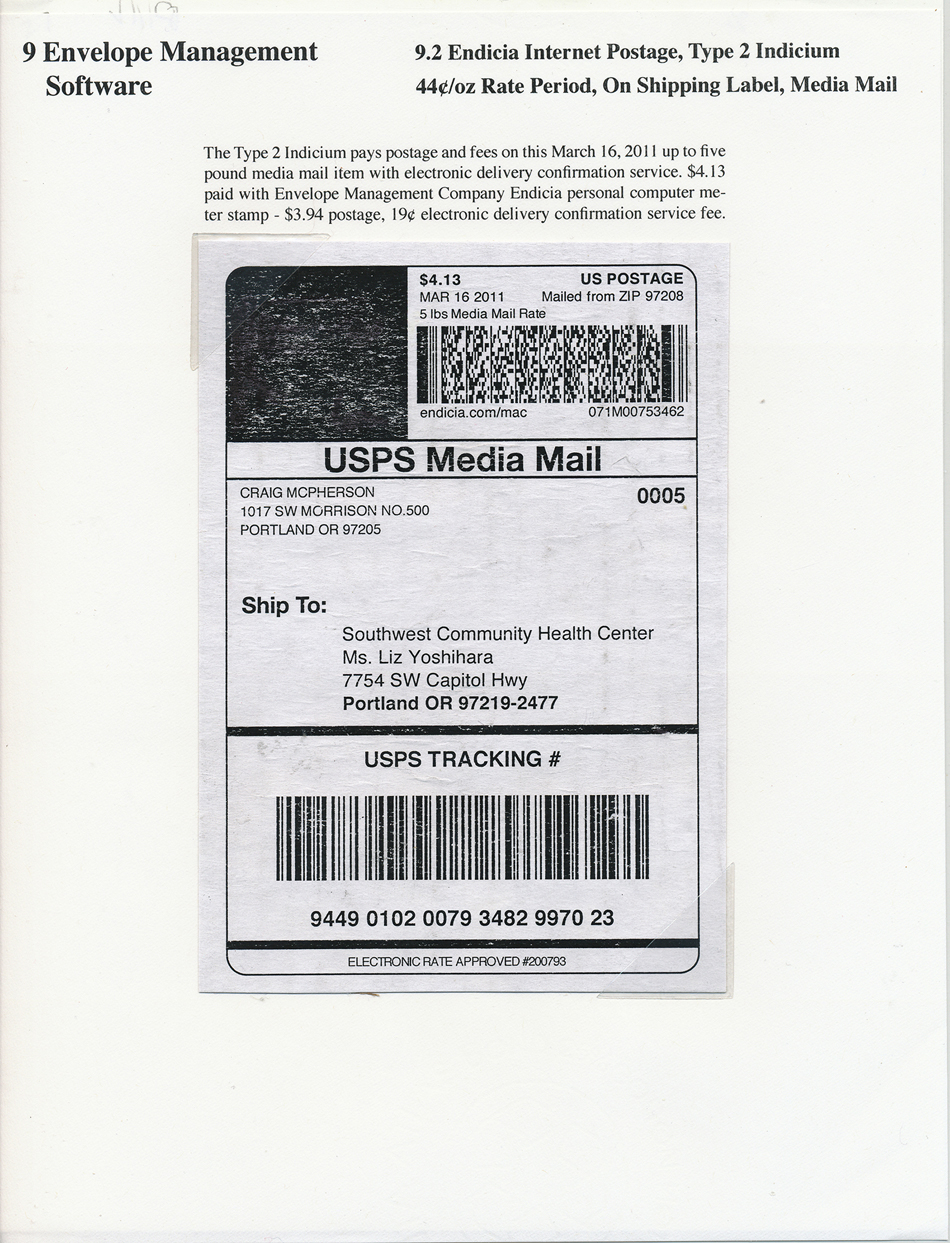 9 Envelope Management
Software
9.2 Endicia Internet Postage, Type 2 Indicium
44¢/oz Rate Period, On Shipping Label, Media Mail
The Type 2 Indicium pays postage and fees on this March 16, 2011 up to five
pound media mail item with electronic delivery confirmation service. $4.13
paid with Envelope Management Company Endicia personal computer me-
ter stamp - $3.94 postage, 19¢ electronic delivery confirmation service fee.
$4.13 US POSTAGE
MAR 16 2011 Mailed from ZIP 97208
5 lbs Media Mail Rate
endicia.com/mac 071M00753462
USPS Media Mail
CRAIG MCPHERSON 0005
1017 SW MORRISON NO.500
PORTLAND OR 97205
Ship To:
Southwest Community Health Center
Ms. Liz Yoshihara
7754 SW Capitol Hwy
Portland OR 97219-2477
USPS TRACKING #
9449 0102 0079 3482 9970 23
ELECTRONIC RATE APPROVED #200793